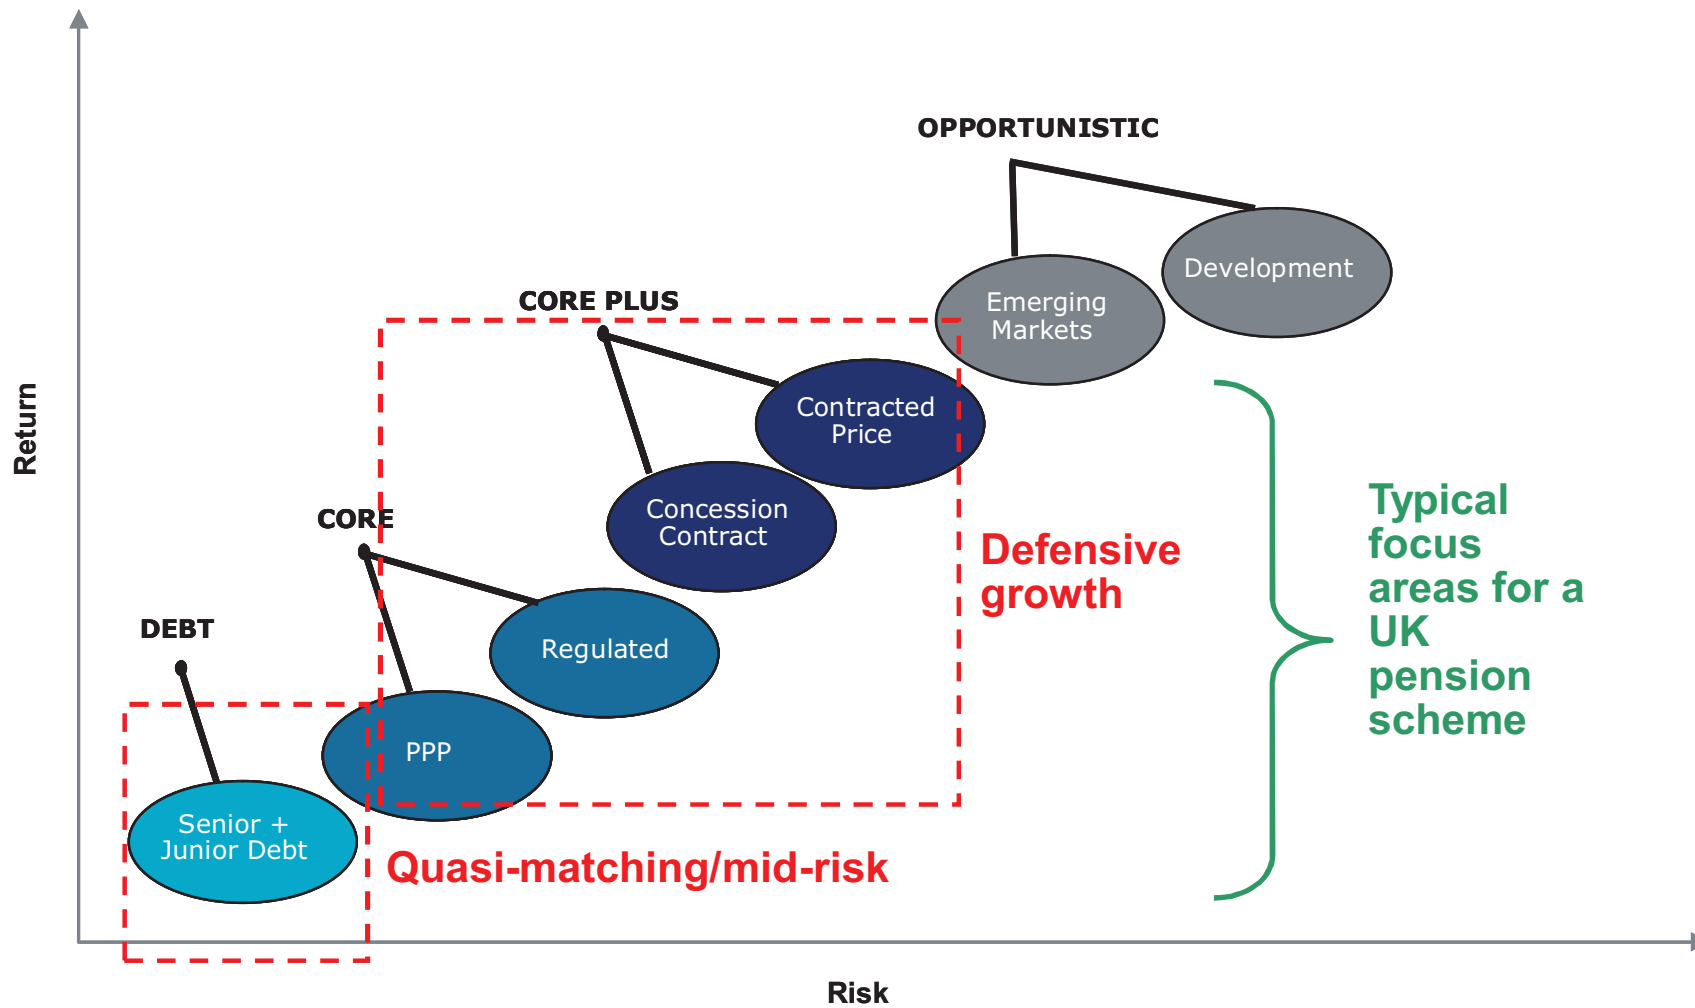 OPPORTUNISTIC
Development
Emerging
Markets
CORE PLUS
Contracted
Price
Concession
Contract
CORE
Regulated
PPP
DEBT
Senior +
Junior Debt
Defensive
growth
Quasi-matching/mid-risk
Typical
focus
areas for a
UK
pension
scheme
Return
Risk